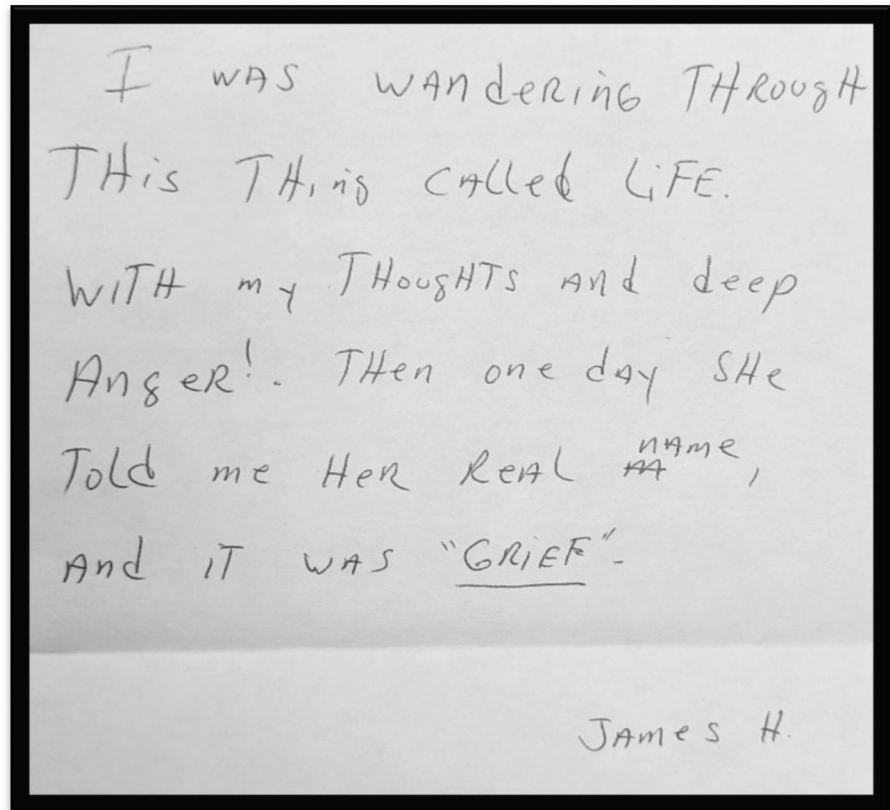 I WAS WANdERiNG THROUgH
THis THing CAlled LiFE.
WiTH my THougHTs ANd deep
ANgeR!. THen one dAy SHe
Told me HeR ReAL nAme,
ANd iT WAS "GRiEF".
JAmes H.